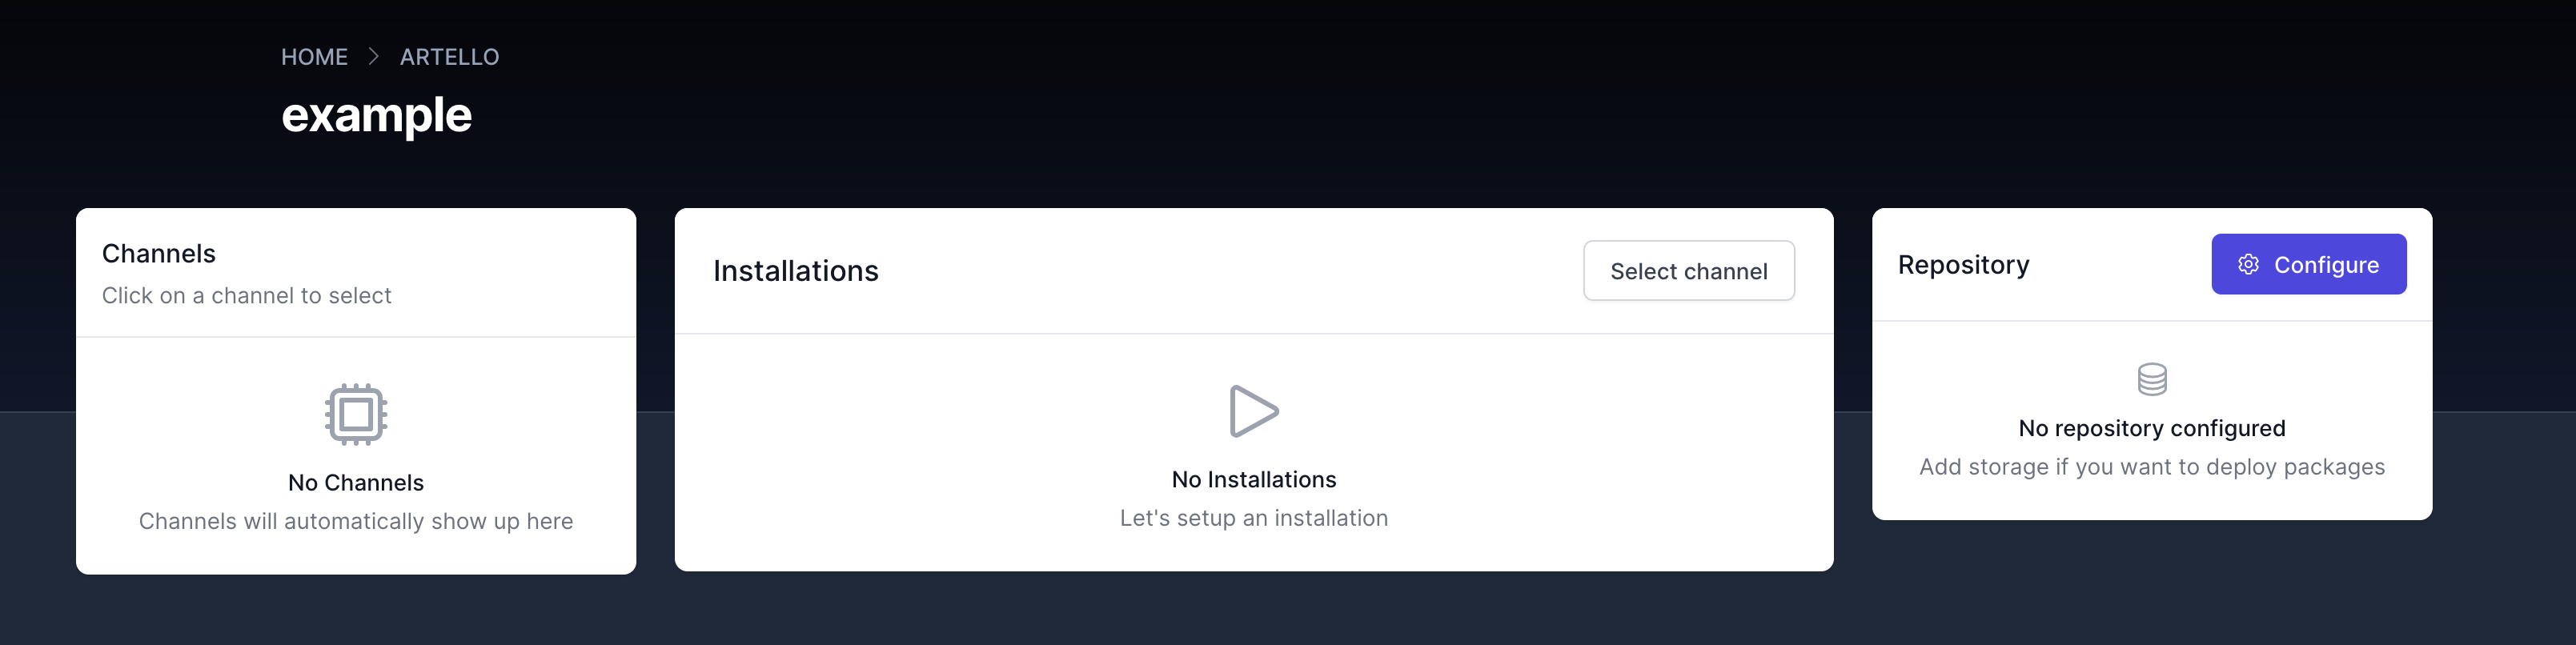 HOME > ARTELLO
example
Channels
Click on a channel to select
No Channels
Channels will automatically show up here
Installations
Select channel
No Installations
Let's setup an installation
Repository
Configure
No repository configured
Add storage if you want to deploy packages